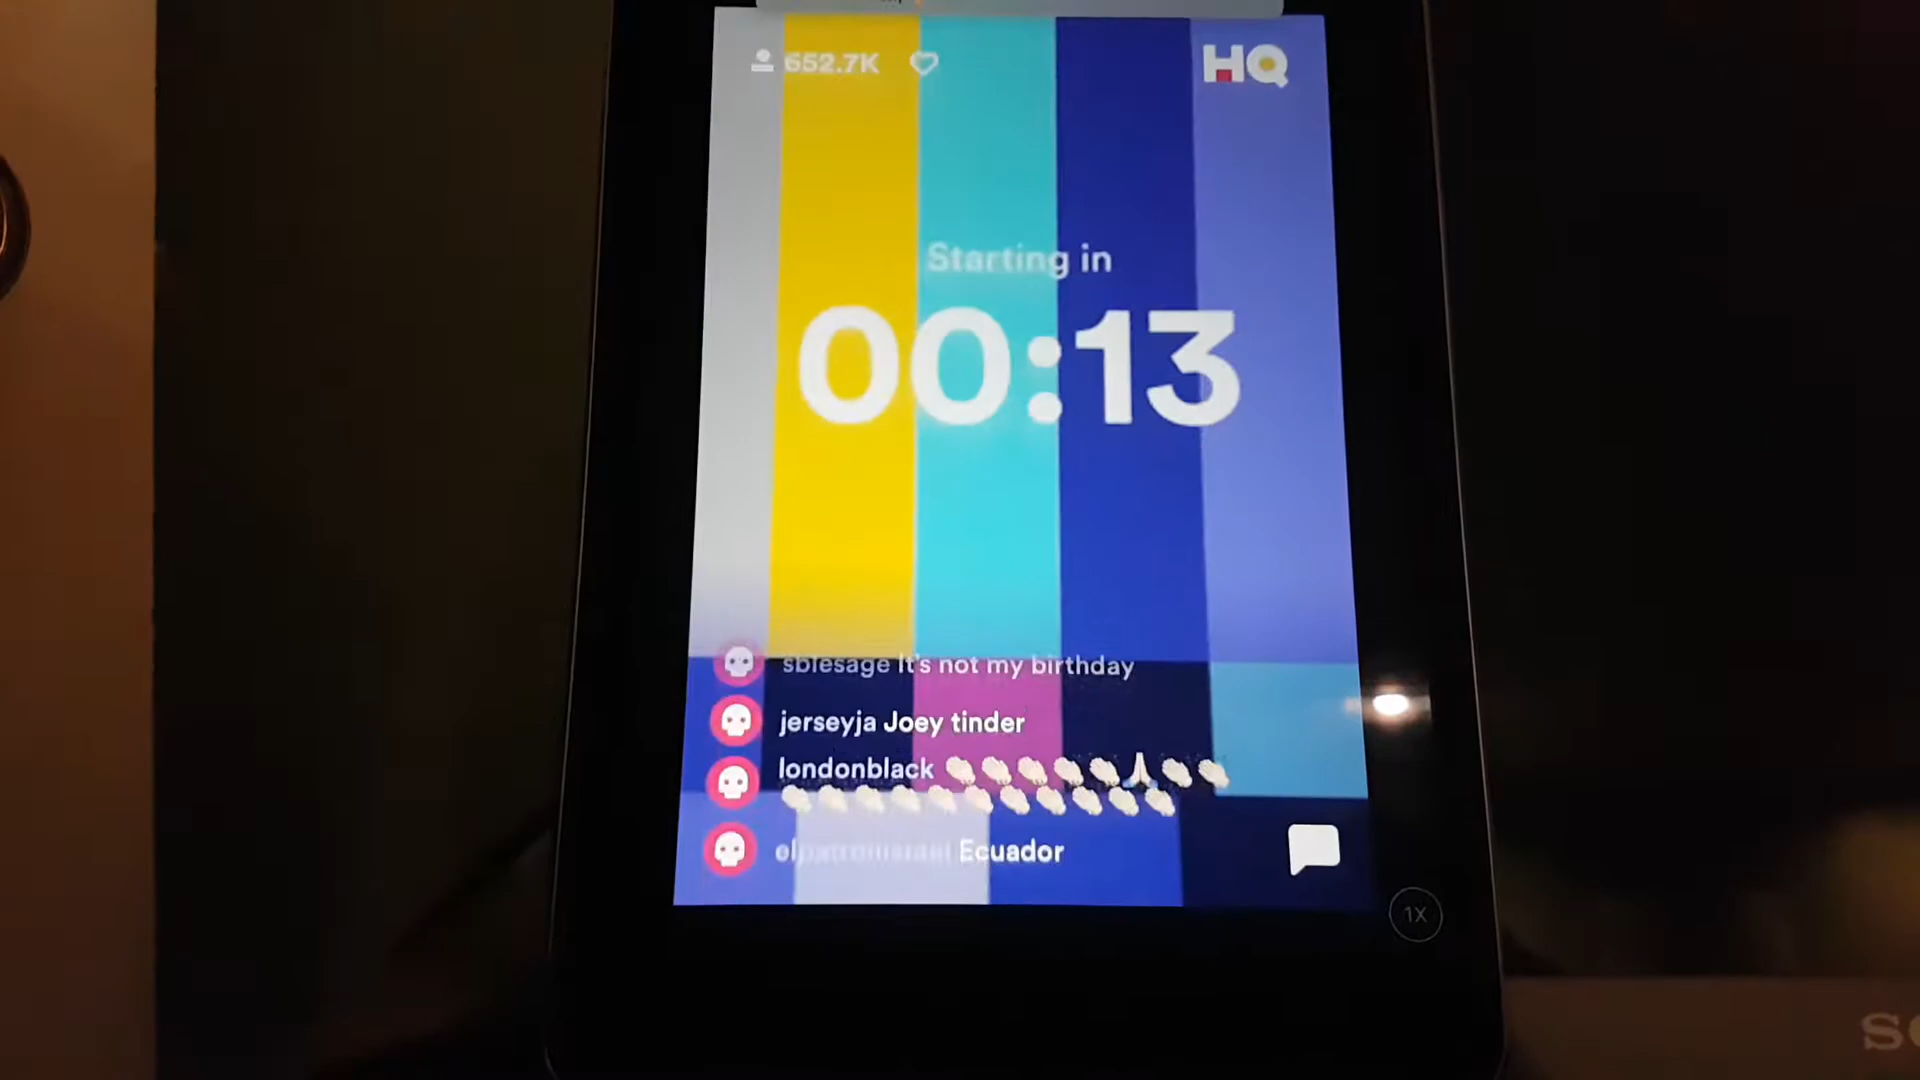 652.7K
HQ
Starting in
00:13
sblesage It's not my birthday
jerseyja Joey tinder
londonblack 👏🏻👏🏻👏🏻👏🏻👏🏻🙏🏻👏🏻👏🏻
👏🏻👏🏻👏🏻👏🏻👏🏻👏🏻👏🏻👏🏻👏🏻👏🏻👏🏻
Ecuador
1X